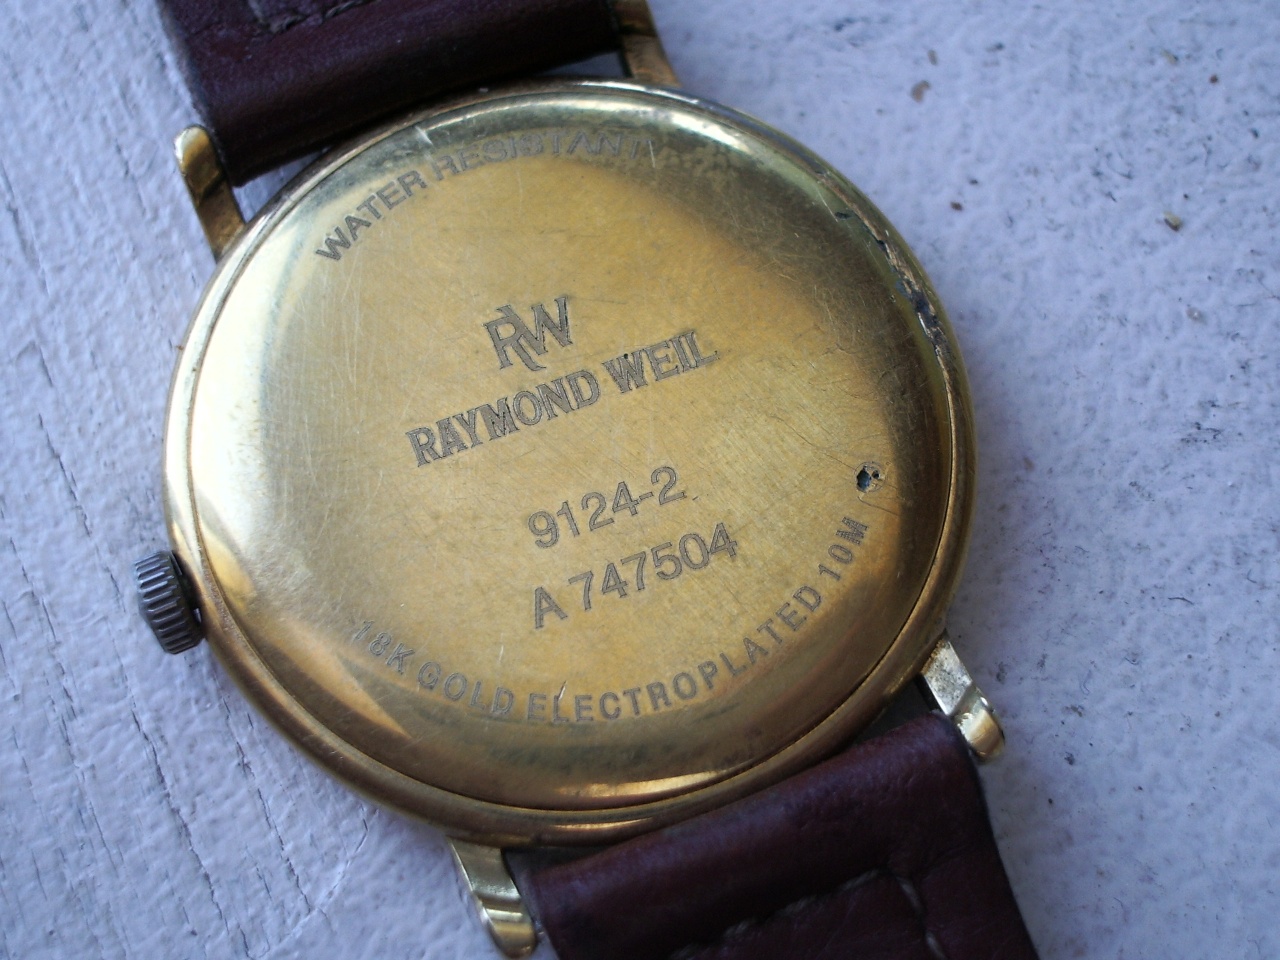 WATER RESISTANT
RW
RAYMOND WEIL
9124-2
A 747504
18K GOLD ELECTROPLATED 10M